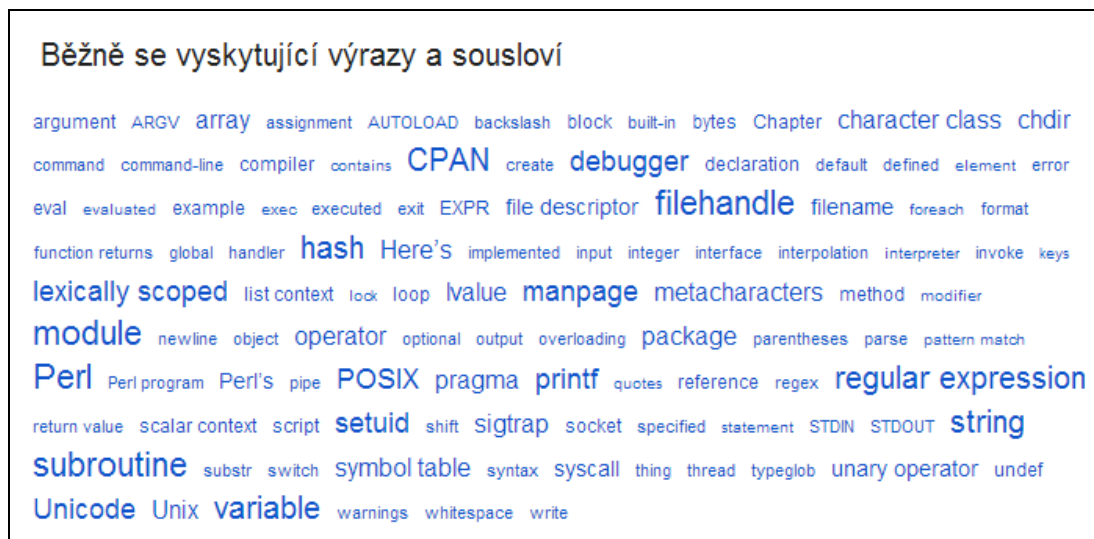 Běžně se vyskytující výrazy a sousloví
argument ARGV array assignment AUTOLOAD backslash block built-in bytes Chapter character class chdir
command command-line compiler contains CPAN create debugger declaration default defined element error
eval evaluated example exec executed exit EXPR file descriptor filehandle filename foreach format
function returns global handler hash Here's implemented input integer interface interpolation interpreter invoke keys
lexically scoped list context lock loop lvalue manpage metacharacters method modifier
module newline object operator optional output overloading package parentheses parse pattern match
Perl Perl program Perl's pipe POSIX pragma printf quotes reference regex regular expression
return value scalar context script setuid shift sigtrap socket specified statement STDIN STDOUT string
subroutine substr switch symbol table syntax syscall thing thread typeglob unary operator undef
Unicode Unix variable warnings whitespace write